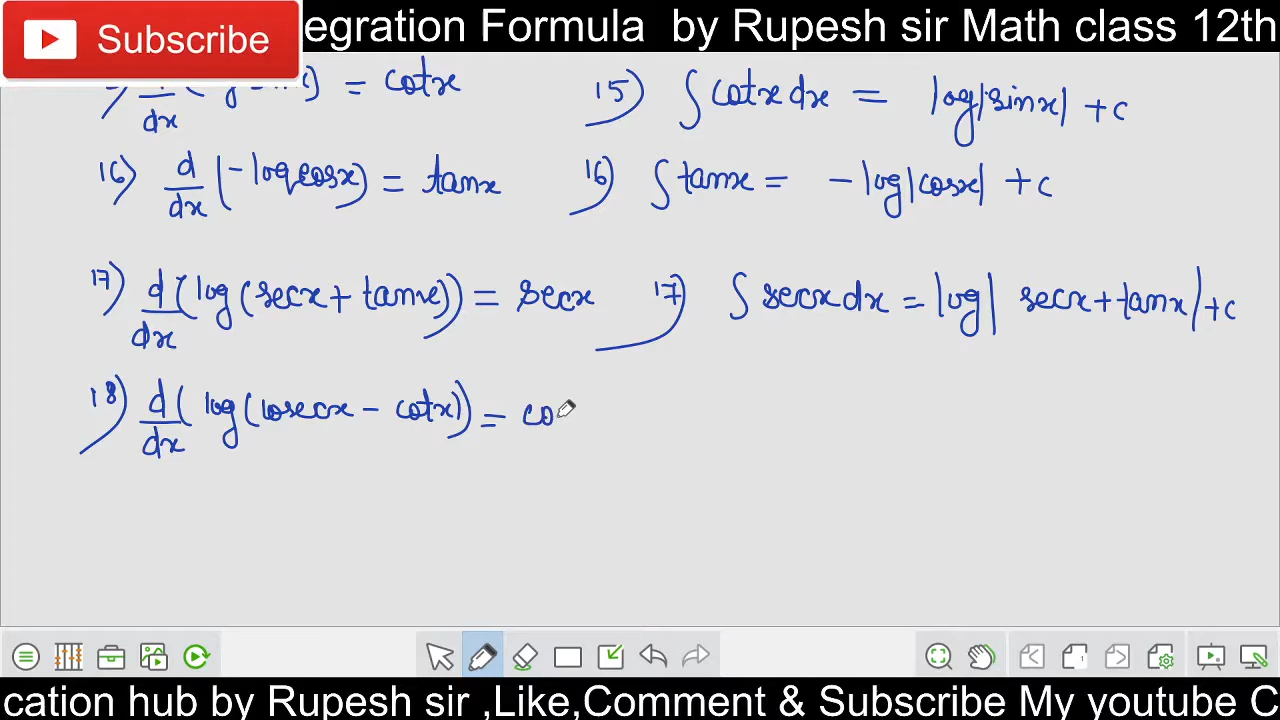 Subscribe
egration Formula by Rupesh sir Math class 12th
= cotx
dx
15) ∫ cotx dx = log|sinx| + c
16) d/dx (-log cosx) = tanx
16) ∫ tanx = -log|cosx| + c
17) d/dx (log(secx + tanx)) = secx
17) ∫ secx dx = log| secx + tanx| + c
18) d/dx (log(cosecx - cotx)) = co
cation hub by Rupesh sir ,Like,Comment & Subscribe My youtube C